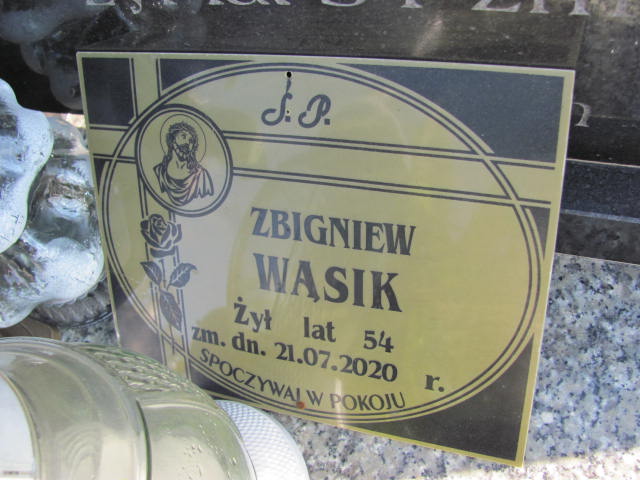 Ś. P.
ZBIGNIEW
WĄSIK
Żył lat 54
zm. dn. 21.07.2020 r.
SPOCZYWAJ W POKOJU